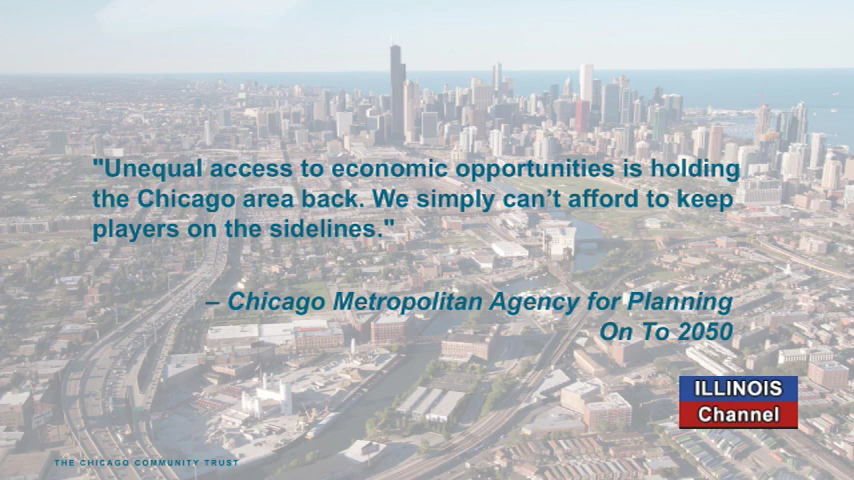 "Unequal access to economic opportunities is holding
the Chicago area back. We simply can’t afford to keep
players on the sidelines."
– Chicago Metropolitan Agency for Planning
On To 2050
ILLINOIS
Channel
THE CHICAGO COMMUNITY TRUST